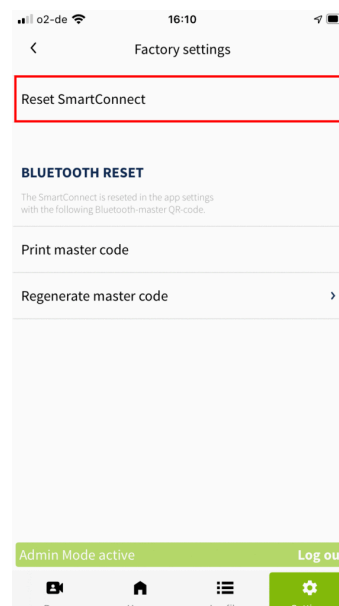 o2-de 16:10
Factory settings
Reset SmartConnect
BLUETOOTH RESET
The SmartConnect is reseted in the app settings
with the following Bluetooth-master QR-code.
Print master code
Regenerate master code
Admin Mode active Log ou